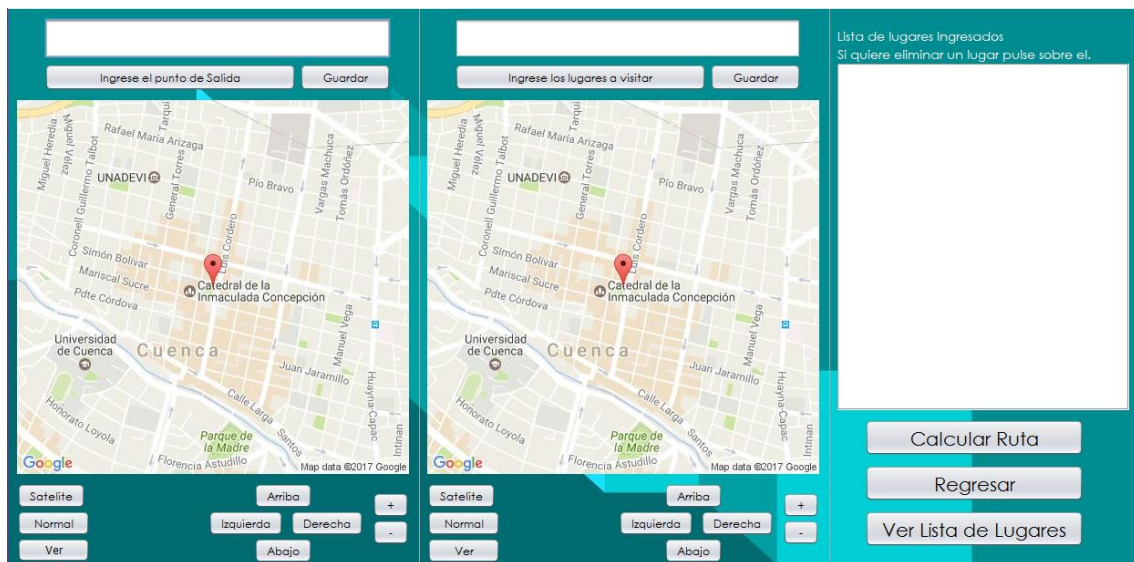 Ingrese el punto de Salida
Guardar
Miguel Heredia
Miguel Vélez
Coronell Guillermo Talbot
Rafael María Arizaga
Tarqui
General Torres
UNADEVI
Pío Bravo
Vargas Machuca
Tomás Ordóñez
Luis Cordero
Simón Bolívar
Mariscal Sucre
Pdte Córdova
Catedral de la
Inmaculada Concepción
Universidad
de Cuenca
Cuenca
Manuel Vega
Juan Jaramillo
Huayna-Capac
Calle Larga
Santos
Honorato Loyola
Parque de
la Madre
Florencia Astudillo
Intinan
Google
Map data ©2017 Google
Satelite
Normal
Ver
Arriba
Izquierda
Derecha
Abajo
+
-
Ingrese los lugares a visitar
Guardar
Miguel Heredia
Miguel Vélez
Coronell Guillermo Talbot
Rafael María Arizaga
Tarqui
General Torres
UNADEVI
Pío Bravo
Vargas Machuca
Tomás Ordóñez
Luis Cordero
Simón Bolívar
Mariscal Sucre
Pdte Córdova
Catedral de la
Inmaculada Concepción
Universidad
de Cuenca
Cuenca
Manuel Vega
Juan Jaramillo
Huayna-Capac
Calle Larga
Santos
Honorato Loyola
Parque de
la Madre
Florencia Astudillo
Intinan
Google
Map data ©2017 Google
Satelite
Normal
Ver
Arriba
Izquierda
Derecha
Abajo
+
-
Lista de lugares Ingresados
Si quiere eliminar un lugar pulse sobre el.
Calcular Ruta
Regresar
Ver Lista de Lugares